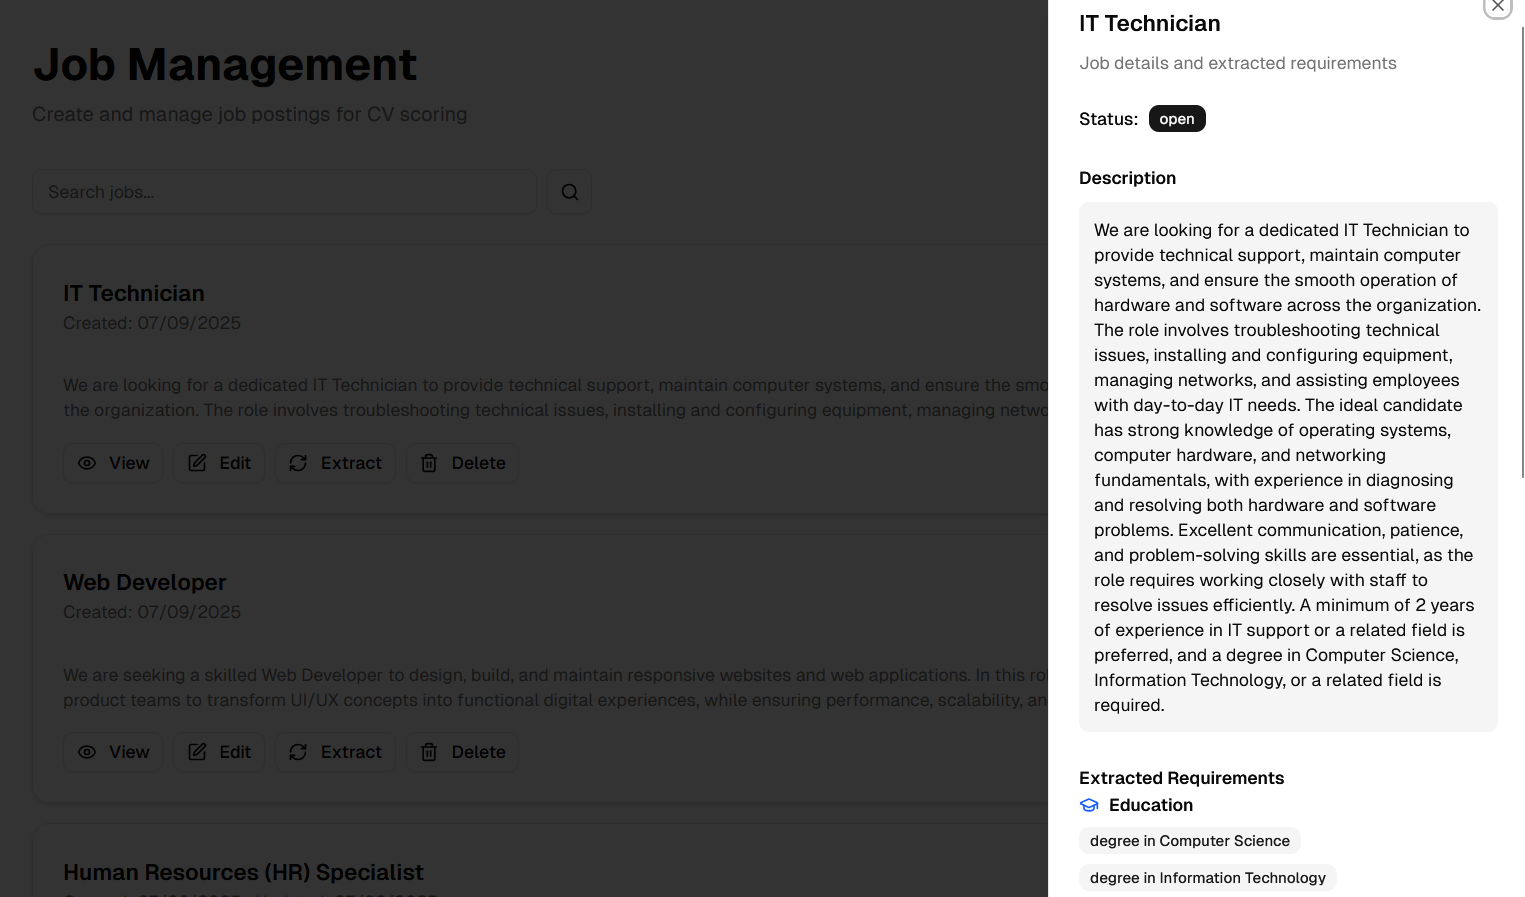 Job Management
Create and manage job postings for CV scoring
Search jobs...
IT Technician
Created: 07/09/2025
We are looking for a dedicated IT Technician to provide technical support, maintain computer systems, and ensure the smo
the organization. The role involves troubleshooting technical issues, installing and configuring equipment, managing netwo
View Edit Extract Delete
Web Developer
Created: 07/09/2025
We are seeking a skilled Web Developer to design, build, and maintain responsive websites and web applications. In this rol
product teams to transform UI/UX concepts into functional digital experiences, while ensuring performance, scalability, an
View Edit Extract Delete
Human Resources (HR) Specialist
IT Technician
Job details and extracted requirements
Status: open
Description
We are looking for a dedicated IT Technician to
provide technical support, maintain computer
systems, and ensure the smooth operation of
hardware and software across the organization.
The role involves troubleshooting technical
issues, installing and configuring equipment,
managing networks, and assisting employees
with day-to-day IT needs. The ideal candidate
has strong knowledge of operating systems,
computer hardware, and networking
fundamentals, with experience in diagnosing
and resolving both hardware and software
problems. Excellent communication, patience,
and problem-solving skills are essential, as the
role requires working closely with staff to
resolve issues efficiently. A minimum of 2 years
of experience in IT support or a related field is
preferred, and a degree in Computer Science,
Information Technology, or a related field is
required.
Extracted Requirements
Education
degree in Computer Science
degree in Information Technology